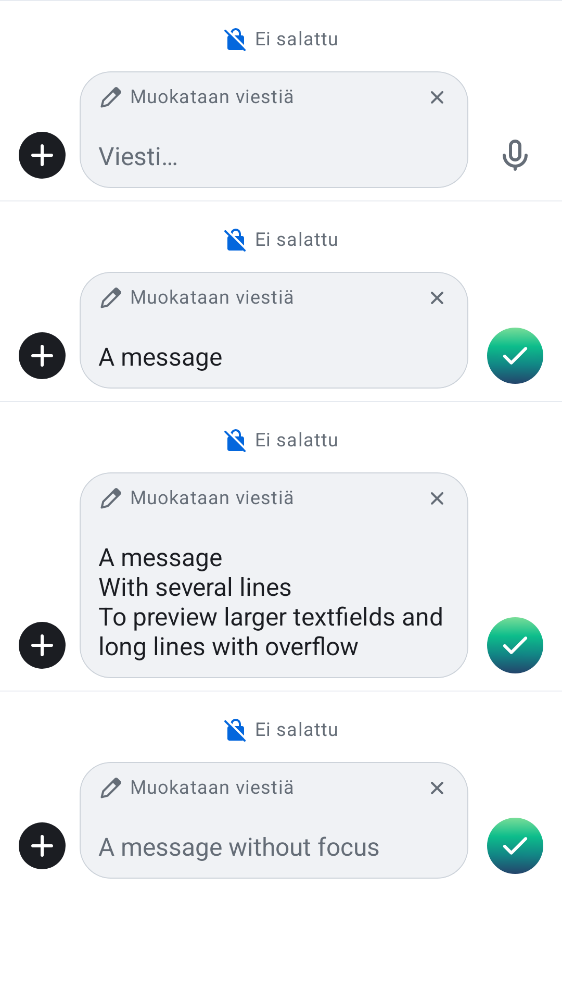 Ei salattu
Muokataan viestiä
Viesti…
Ei salattu
Muokataan viestiä
A message
Ei salattu
Muokataan viestiä
A message
With several lines
To preview larger textfields and
long lines with overflow
Ei salattu
Muokataan viestiä
A message without focus